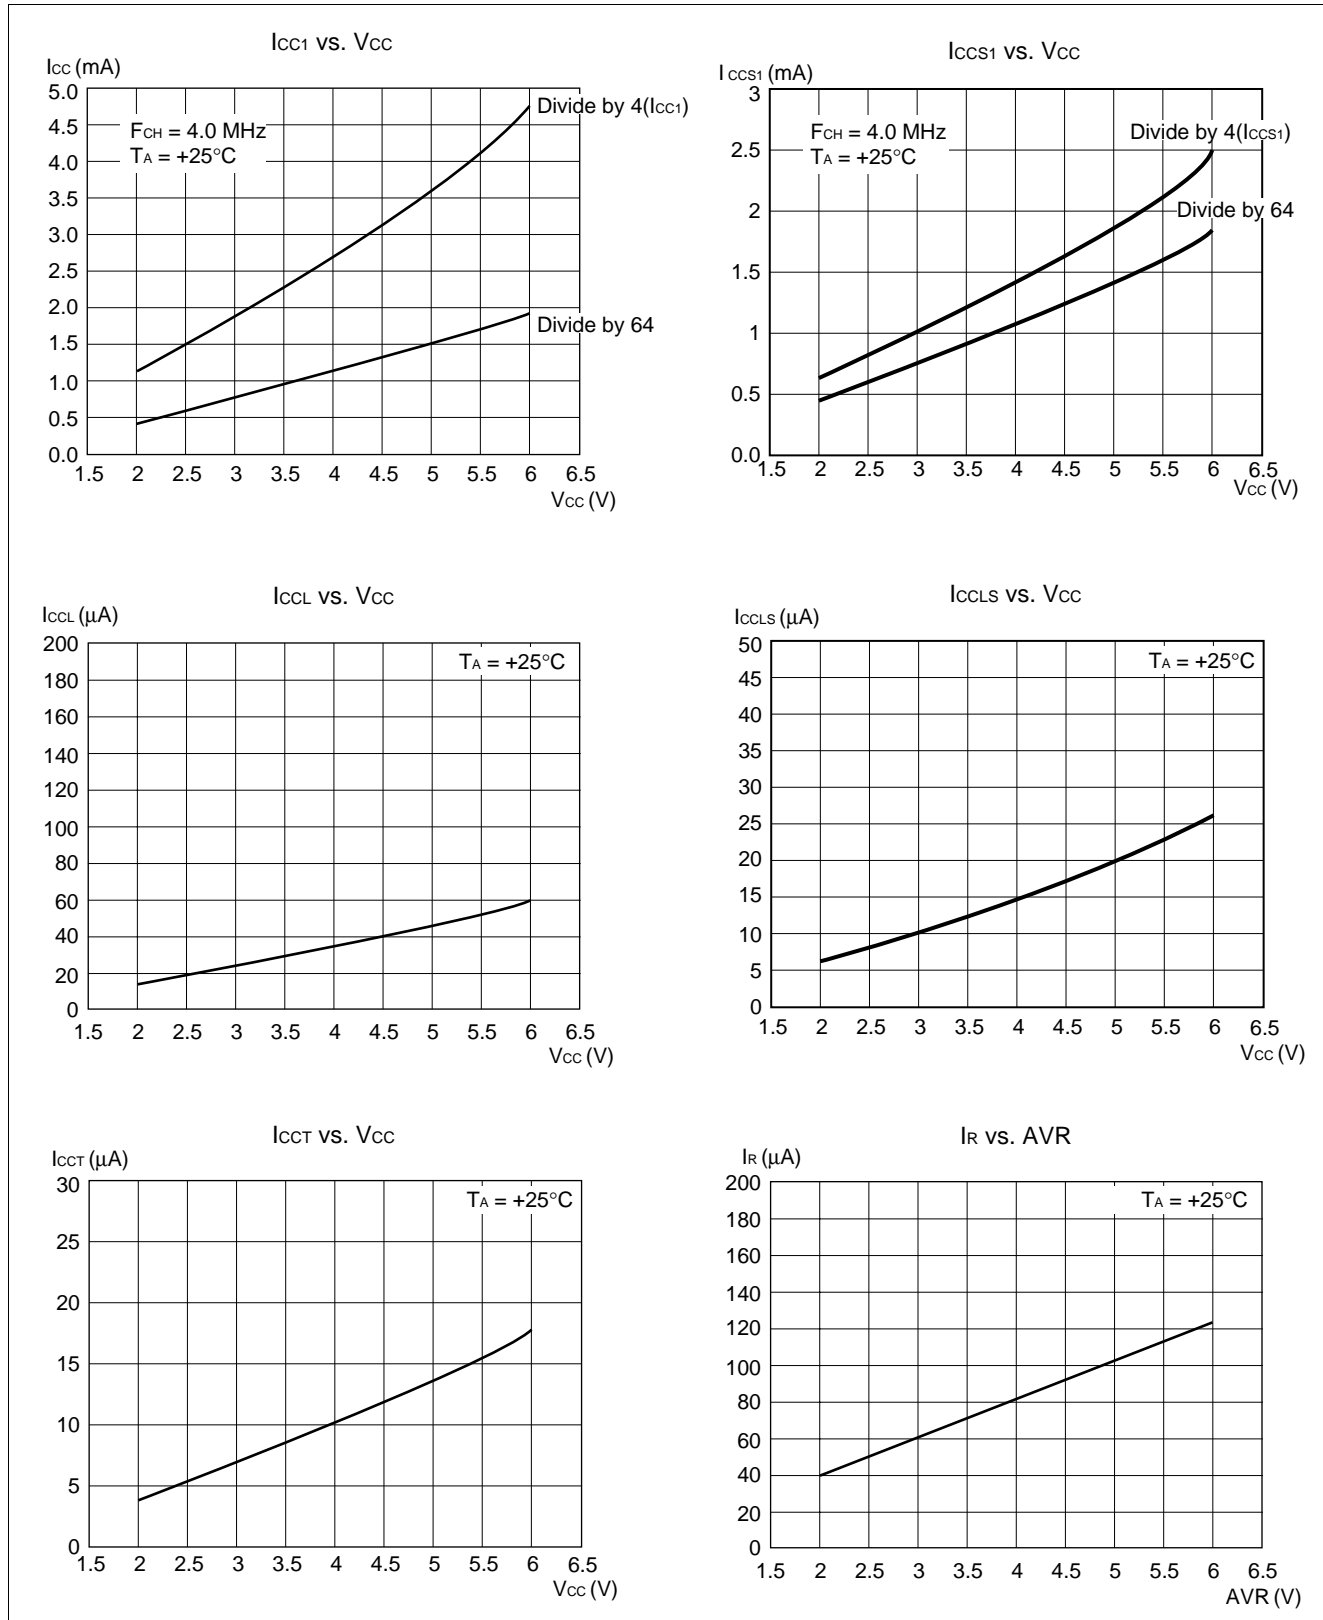 ICC1 vs. VCC
ICC (mA)
5.0
4.5
4.0
3.5
3.0
2.5
2.0
1.5
1.0
0.5
0.0
FCH = 4.0 MHz
TA = +25°C
Divide by 4(ICC1)
Divide by 64
1.5 2 2.5 3 3.5 4 4.5 5 5.5 6 6.5
VCC (V)
ICCS1 vs. VCC
ICCS1 (mA)
3
2.5
2
1.5
1
0.5
0.0
FCH = 4.0 MHz
TA = +25°C
Divide by 4(ICCS1)
Divide by 64
1.5 2 2.5 3 3.5 4 4.5 5 5.5 6 6.5
VCC (V)
ICCL vs. VCC
ICCL (µA)
200
180
160
140
120
100
80
60
40
20
0
TA = +25°C
1.5 2 2.5 3 3.5 4 4.5 5 5.5 6 6.5
VCC (V)
ICCLS vs. VCC
ICCLS (µA)
50
45
40
35
30
25
20
15
10
5
0
TA = +25°C
1.5 2 2.5 3 3.5 4 4.5 5 5.5 6 6.5
VCC (V)
ICCT vs. VCC
ICCT (µA)
30
25
20
15
10
5
0
TA = +25°C
1.5 2 2.5 3 3.5 4 4.5 5 5.5 6 6.5
VCC (V)
IR vs. AVR
IR (µA)
200
180
160
140
120
100
80
60
40
20
0
TA = +25°C
1.5 2 2.5 3 3.5 4 4.5 5 5.5 6 6.5
AVR (V)